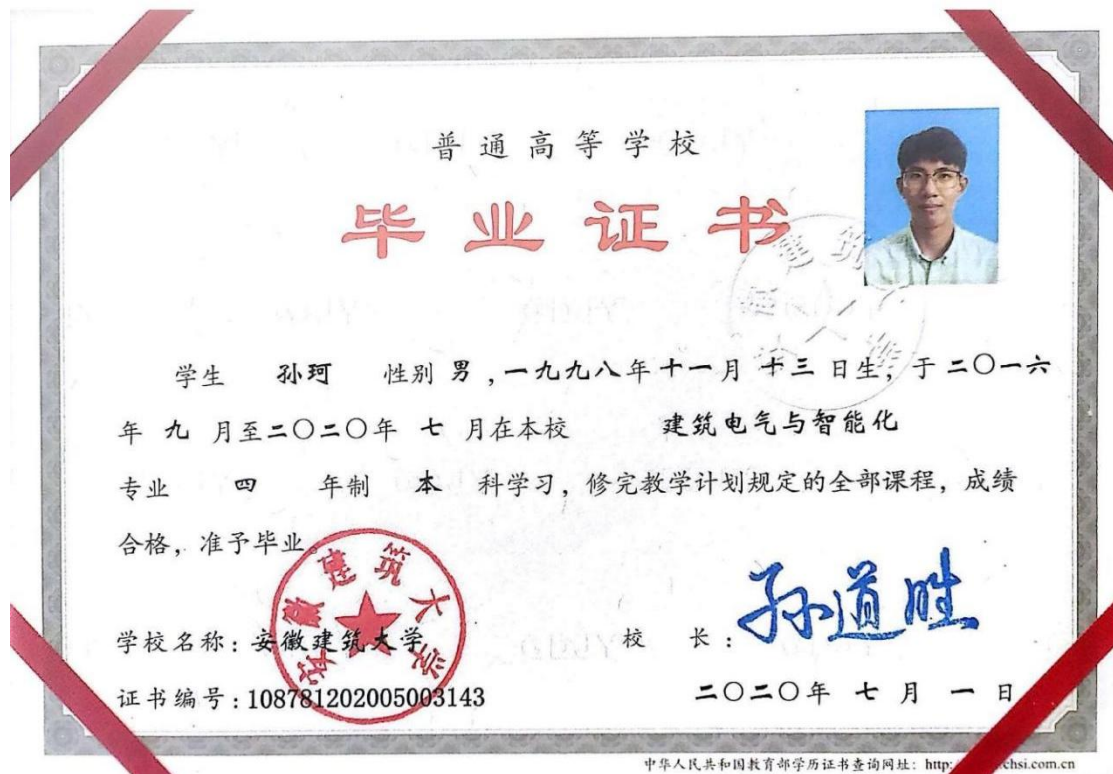 普通高等学校
毕业证书
学生 孙珂 性别 男,一九九八年十一月 十三 日生,于二〇一六
年 九 月至二〇二〇年 七 月在本校 建筑电气与智能化
专业 四 年制 本 科学习,修完教学计划规定的全部课程,成绩
合格,准予毕业。
安徽建筑大学
学校名称:安徽建筑大学 校 长:孙道胜
证书编号:108781202005003143 二〇二〇年 七 月 一 日
中华人民共和国教育部学历证书查询网址:http: chsi.com.cn